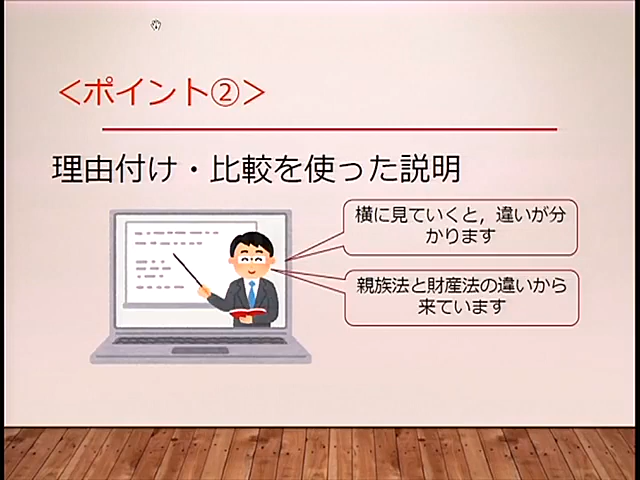 ＜ポイント②＞
理由付け・比較を使った説明
横に見ていくと，違いが分
かります
親族法と財産法の違いから
来ています